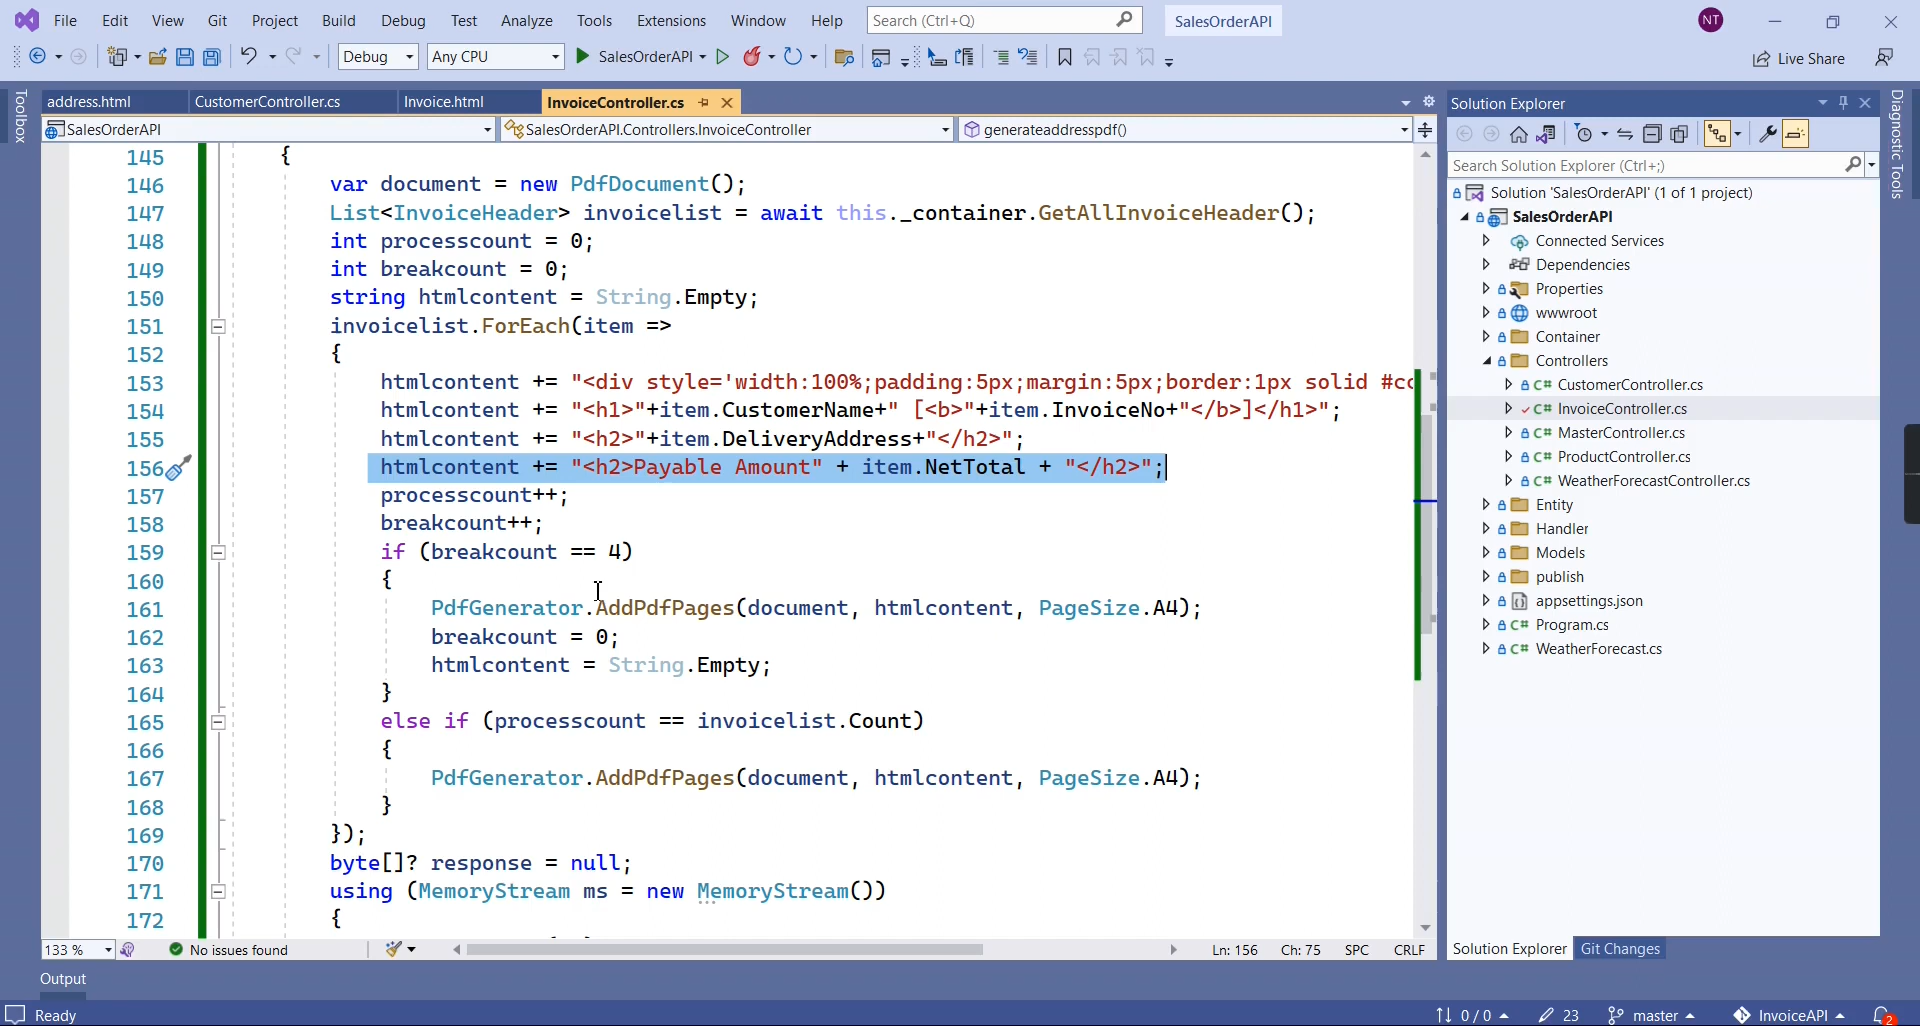 File Edit View Git Project Build Debug Test Analyze Tools Extensions Window Help Search (Ctrl+Q) SalesOrderAPI NT
Debug Any CPU SalesOrderAPI Live Share
Toolbox
address.html CustomerController.cs Invoice.html InvoiceController.cs
SalesOrderAPI SalesOrderAPI.Controllers.InvoiceController generateaddresspdf()
145 {
146 var document = new PdfDocument();
147 List<InvoiceHeader> invoicelist = await this._container.GetAllInvoiceHeader();
148 int processcount = 0;
149 int breakcount = 0;
150 string htmlcontent = String.Empty;
151 invoicelist.ForEach(item =>
152 {
153 htmlcontent += "<div style='width:100%;padding:5px;margin:5px;border:1px solid #cc
154 htmlcontent += "<h1>"+item.CustomerName+" [<b>"+item.InvoiceNo+"</b>]</h1>";
155 htmlcontent += "<h2>"+item.DeliveryAddress+"</h2>";
156 htmlcontent += "<h2>Payable Amount" + item.NetTotal + "</h2>";
157 processcount++;
158 breakcount++;
159 if (breakcount == 4)
160 {
161 PdfGenerator.AddPdfPages(document, htmlcontent, PageSize.A4);
162 breakcount = 0;
163 htmlcontent = String.Empty;
164 }
165 else if (processcount == invoicelist.Count)
166 {
167 PdfGenerator.AddPdfPages(document, htmlcontent, PageSize.A4);
168 }
169 });
170 byte[]? response = null;
171 using (MemoryStream ms = new MemoryStream())
172 {
133 % No issues found Ln: 156 Ch: 75 SPC CRLF
Output
Solution Explorer
Search Solution Explorer (Ctrl+;)
Solution 'SalesOrderAPI' (1 of 1 project)
SalesOrderAPI
Connected Services
Dependencies
Properties
wwwroot
Container
Controllers
C# CustomerController.cs
C# InvoiceController.cs
C# MasterController.cs
C# ProductController.cs
C# WeatherForecastController.cs
Entity
Handler
Models
publish
appsettings.json
C# Program.cs
C# WeatherForecast.cs
Solution Explorer Git Changes
Diagnostic Tools
Ready 0 / 0 23 master InvoiceAPI 2